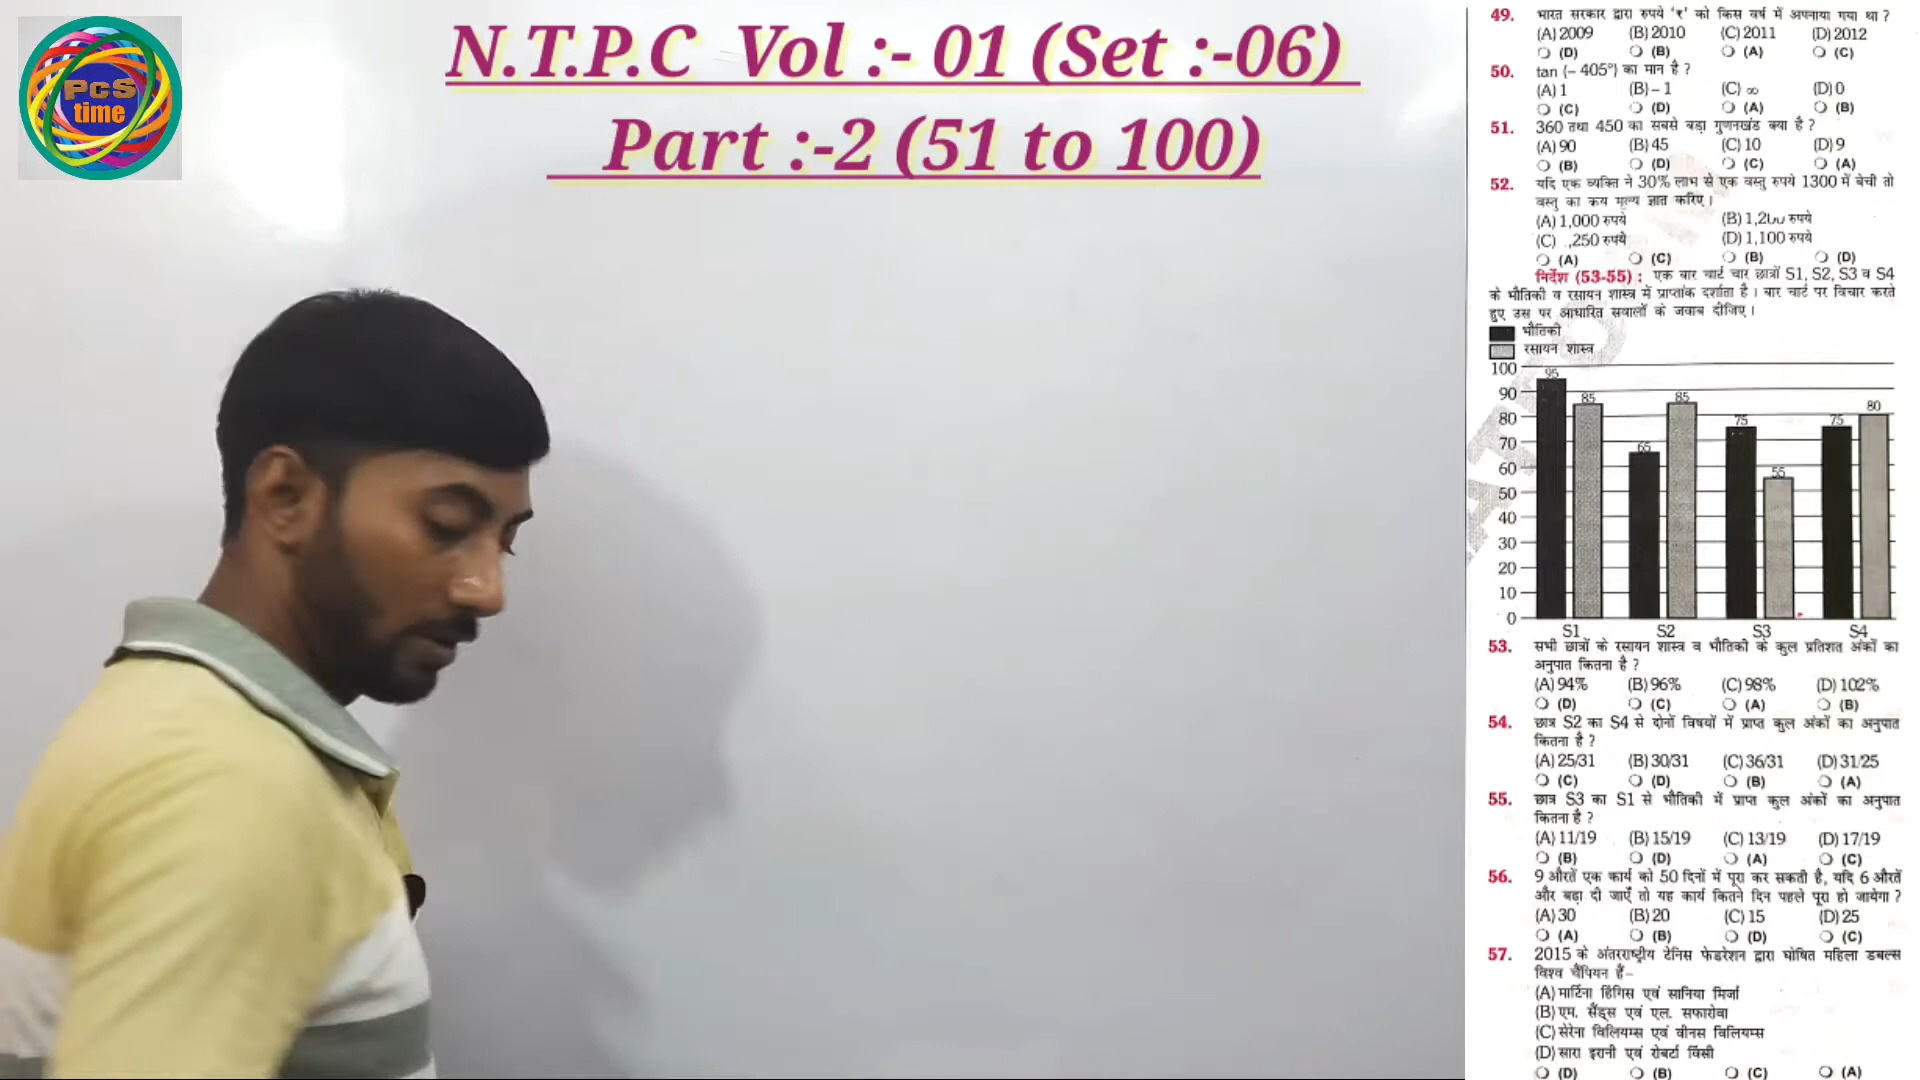 PcS
time
N.T.P.C Vol :- 01 (Set :-06)
Part :-2 (51 to 100)
49. भारत सरकार द्वारा रुपये ‘₹’ को किस वर्ष में अपनाया गया था ?
(A) 2009 (B) 2010 (C) 2011 (D) 2012
(D) (B) (A) (C)
50. tan (– 405°) का मान है ?
(A) 1 (B) – 1 (C) ∞ (D) 0
(C) (D) (A) (B)
51. 360 तथा 450 का सबसे बड़ा गुणनखंड क्या है ?
(A) 90 (B) 45 (C) 10 (D) 9
(B) (D) (C) (A)
52. यदि एक व्यक्ति ने 30% लाभ से एक वस्तु रुपये 1300 में बेची तो
वस्तु का क्रय मूल्य ज्ञात करिए।
(A) 1,000 रुपये (B) रुपये
(C) ,250 रुपये (D) 1,100 रुपये
(A) (C) (B) (D)
निर्देश (53-55) : एक बार चार्ट चार छात्रों S1, S2, S3 व S4
के भौतिकी व रसायन शास्त्र में प्राप्तांक दर्शाता है। बार चार्ट पर विचार करते
हुए उस पर आधारित सवालों के जवाब दीजिए।
भौतिकी
रसायन शास्त्र
100
90
80
70
60
50
40
30
20
10
0
95 85 65 85 75 55 75 80
S1 S2 S3 S4
53. सभी छात्रों के रसायन शास्त्र व भौतिकी के कुल प्रतिशत अंकों का
अनुपात कितना है ?
(A) 94% (B) 96% (C) 98% (D) 102%
(D) (C) (A) (B)
54. छात्र S2 का S4 से दोनों विषयों में प्राप्त कुल अंकों का अनुपात
कितना है ?
(A) 25/31 (B) 30/31 (C) 36/31 (D) 31/25
(C) (D) (B) (A)
55. छात्र S3 का S1 से भौतिकी में प्राप्त कुल अंकों का अनुपात
कितना है ?
(A) 11/19 (B) 15/19 (C) 13/19 (D) 17/19
(B) (D) (A) (C)
56. 9 औरतें एक कार्य को 50 दिनों में पूरा कर सकती है, यदि 6 औरतें
और बढ़ा दी जाएँ तो यह कार्य कितने दिन पहले पूरा हो जायेगा ?
(A) 30 (B) 20 (C) 15 (D) 25
(A) (B) (D) (C)
57. 2015 के अंतरराष्ट्रीय टेनिस फेडरेशन द्वारा घोषित महिला डबल्स
विश्व चैंपियन हैं–
(A) मार्टिना हिंगिस एवं सानिया मिर्जा
(B) एम. सैंड्स एवं एल. सफारोवा
(C) सेरेना विलियम्स एवं वीनस विलियम्स
(D) सारा इरानी एवं रोबर्टा विंसी
(D) (B) (C) (A)